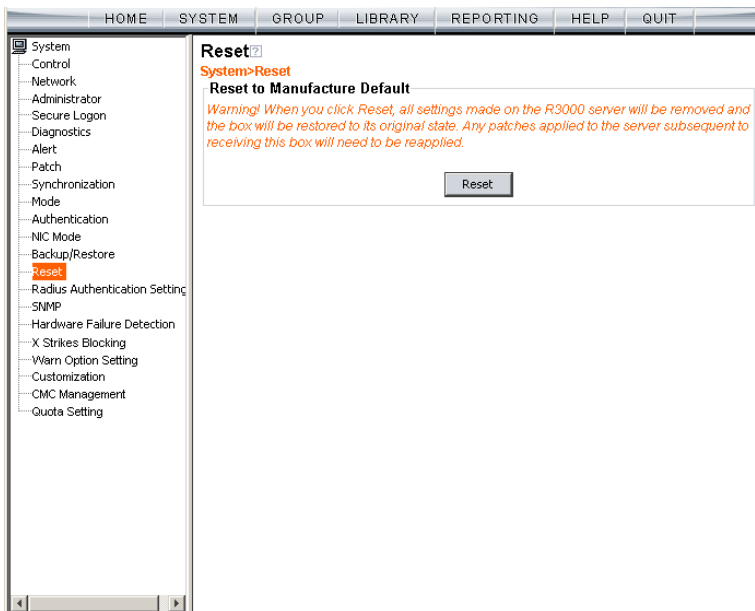 HOME SYSTEM GROUP LIBRARY REPORTING HELP QUIT
System
Control
Network
Administrator
Secure Logon
Diagnostics
Alert
Patch
Synchronization
Mode
Authentication
NIC Mode
Backup/Restore
Reset
Radius Authentication Setting
SNMP
Hardware Failure Detection
X Strikes Blocking
Warn Option Setting
Customization
CMC Management
Quota Setting
Reset ?
System>Reset
Reset to Manufacture Default
Warning! When you click Reset, all settings made on the R3000 server will be removed and
the box will be restored to its original state. Any patches applied to the server subsequent to
receiving this box will need to be reapplied.
Reset